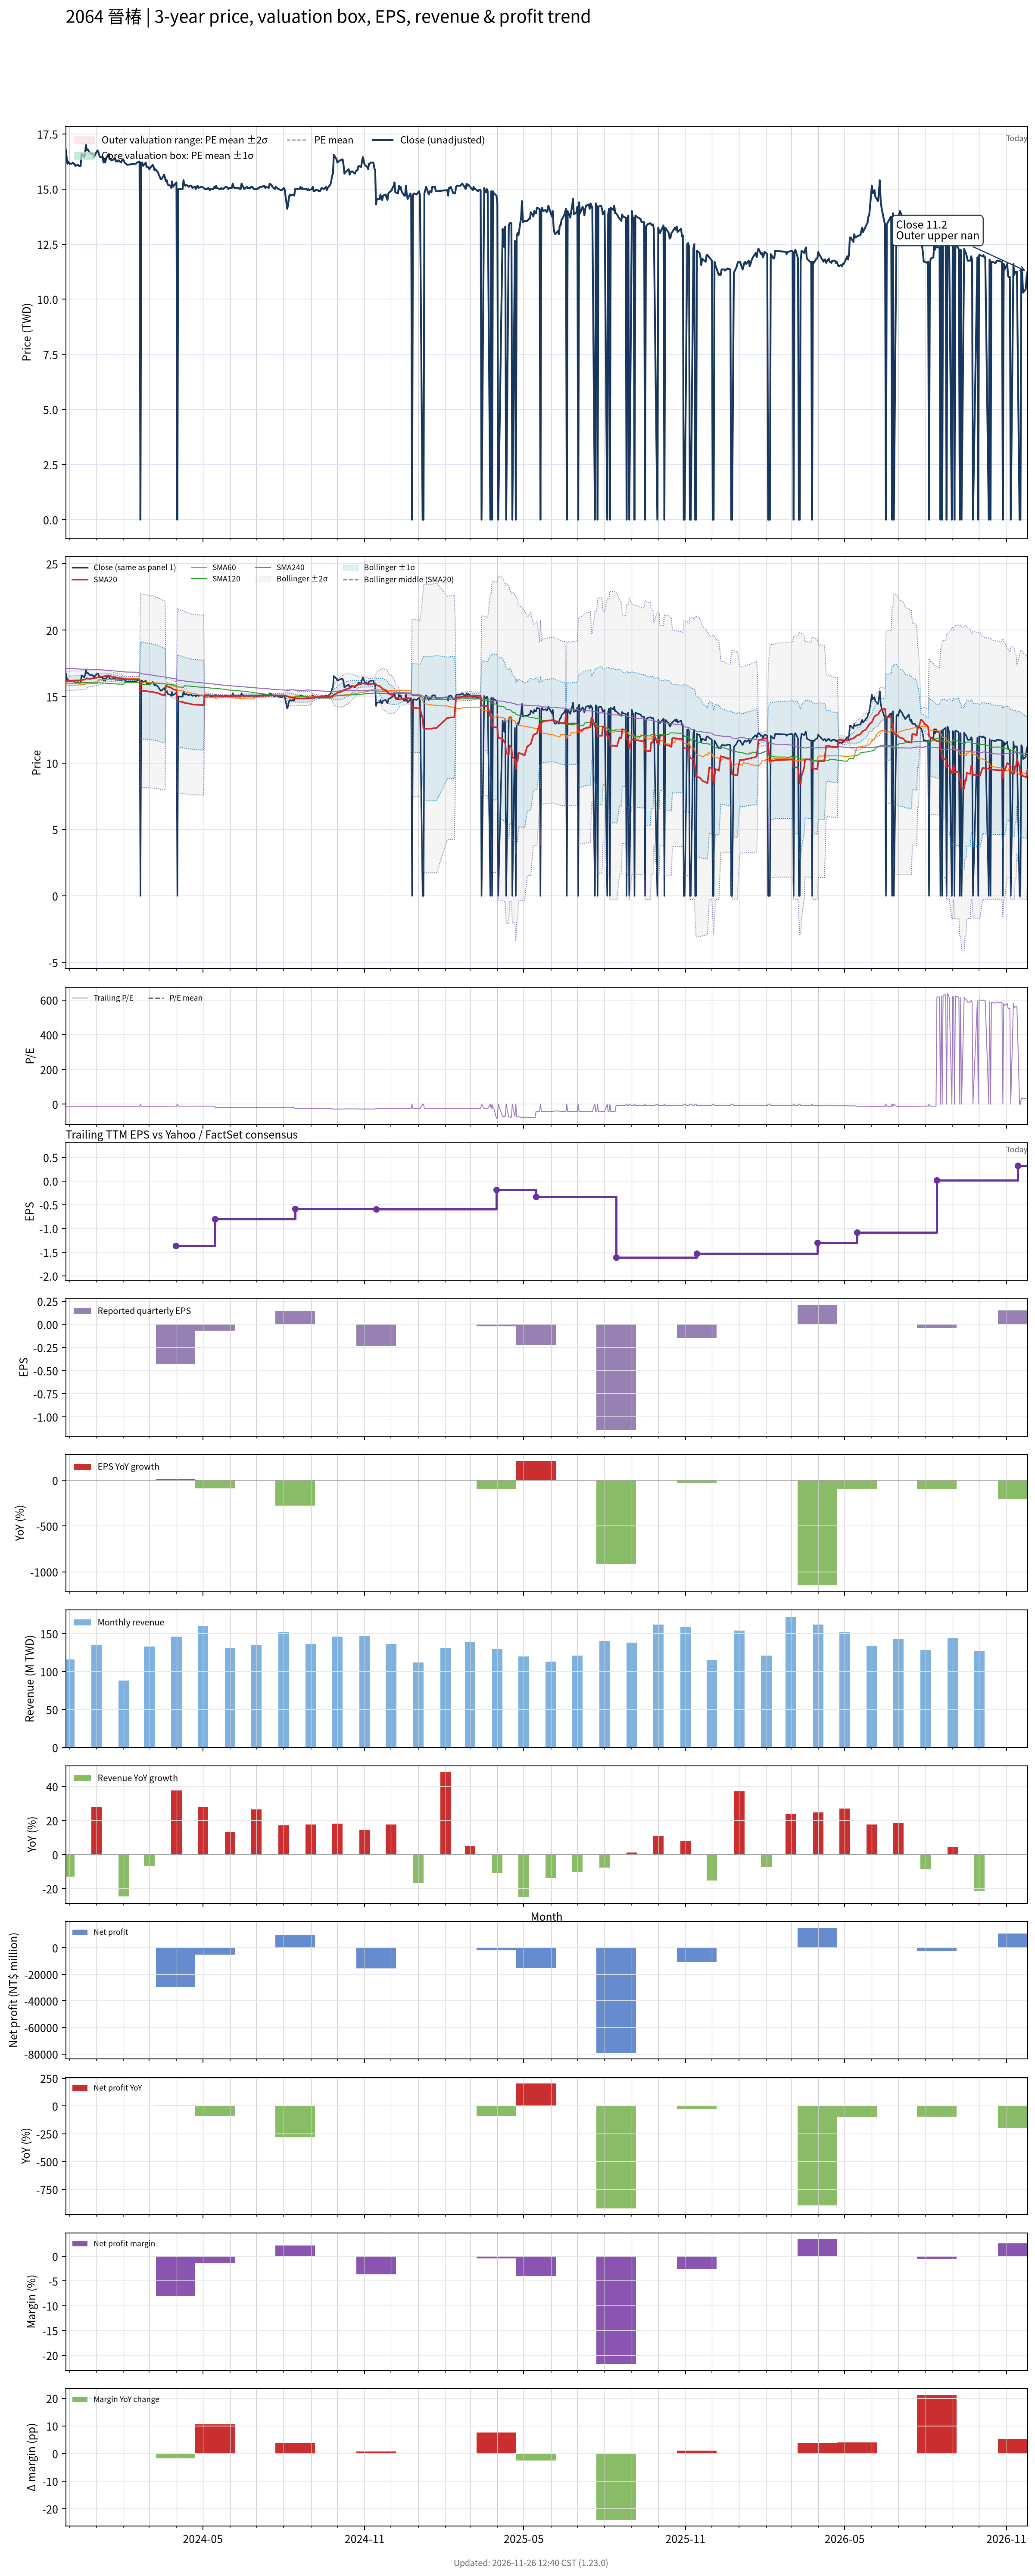 2064 晉椿 | 3-year price, valuation box, EPS, revenue & profit trend
Outer valuation range: PE mean ±2σ
PE mean
Close (unadjusted)
Core valuation box: PE mean ±1σ
Today
Close 11.2
Outer upper nan
17.5
15.0
12.5
10.0
7.5
5.0
2.5
0.0
Price (TWD)
Close (same as panel 1)
SMA20
SMA60
SMA120
SMA240
Bollinger ±2σ
Bollinger ±1σ
Bollinger middle (SMA20)
25
20
15
10
5
0
-5
Price
Trailing P/E
P/E mean
600
400
200
0
P/E
Trailing TTM EPS vs Yahoo / FactSet consensus
Today
0.5
0.0
-0.5
-1.0
-1.5
-2.0
EPS
Reported quarterly EPS
0.25
0.00
-0.25
-0.50
-0.75
-1.00
EPS
EPS YoY growth
0
-500
-1000
YoY (%)
Monthly revenue
150
100
50
0
Revenue (M TWD)
Revenue YoY growth
40
20
0
-20
YoY (%)
Month
Net profit
0
-20000
-40000
-60000
-80000
Net profit (NT$ million)
Net profit YoY
250
0
-250
-500
-750
YoY (%)
Net profit margin
0
-5
-10
-15
-20
Margin (%)
Margin YoY change
20
10
0
-10
-20
Δ margin (pp)
2024-05
2024-11
2025-05
2025-11
2026-05
2026-11
Updated: 2026-11-26 12:40 CST (1.23.0)